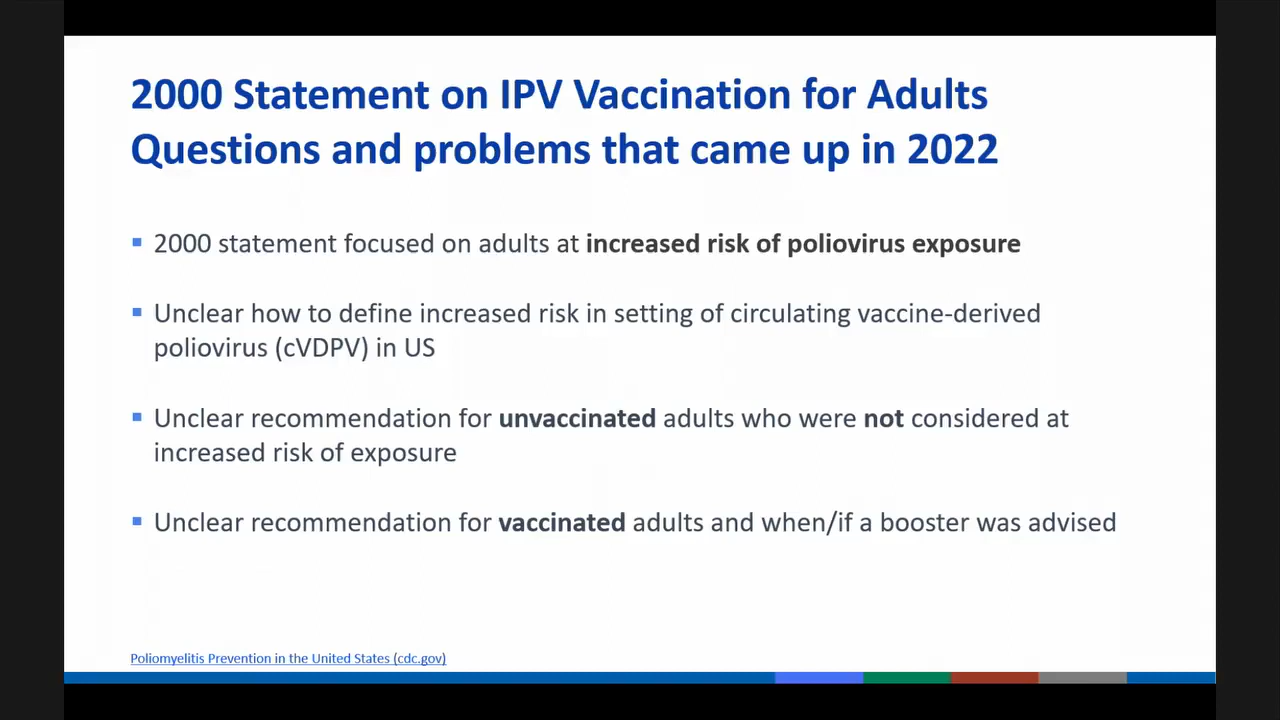 2000 Statement on IPV Vaccination for Adults
Questions and problems that came up in 2022
▪ 2000 statement focused on adults at increased risk of poliovirus exposure
▪ Unclear how to define increased risk in setting of circulating vaccine-derived
poliovirus (cVDPV) in US
▪ Unclear recommendation for unvaccinated adults who were not considered at
increased risk of exposure
▪ Unclear recommendation for vaccinated adults and when/if a booster was advised
Poliomyelitis Prevention in the United States (cdc.gov)